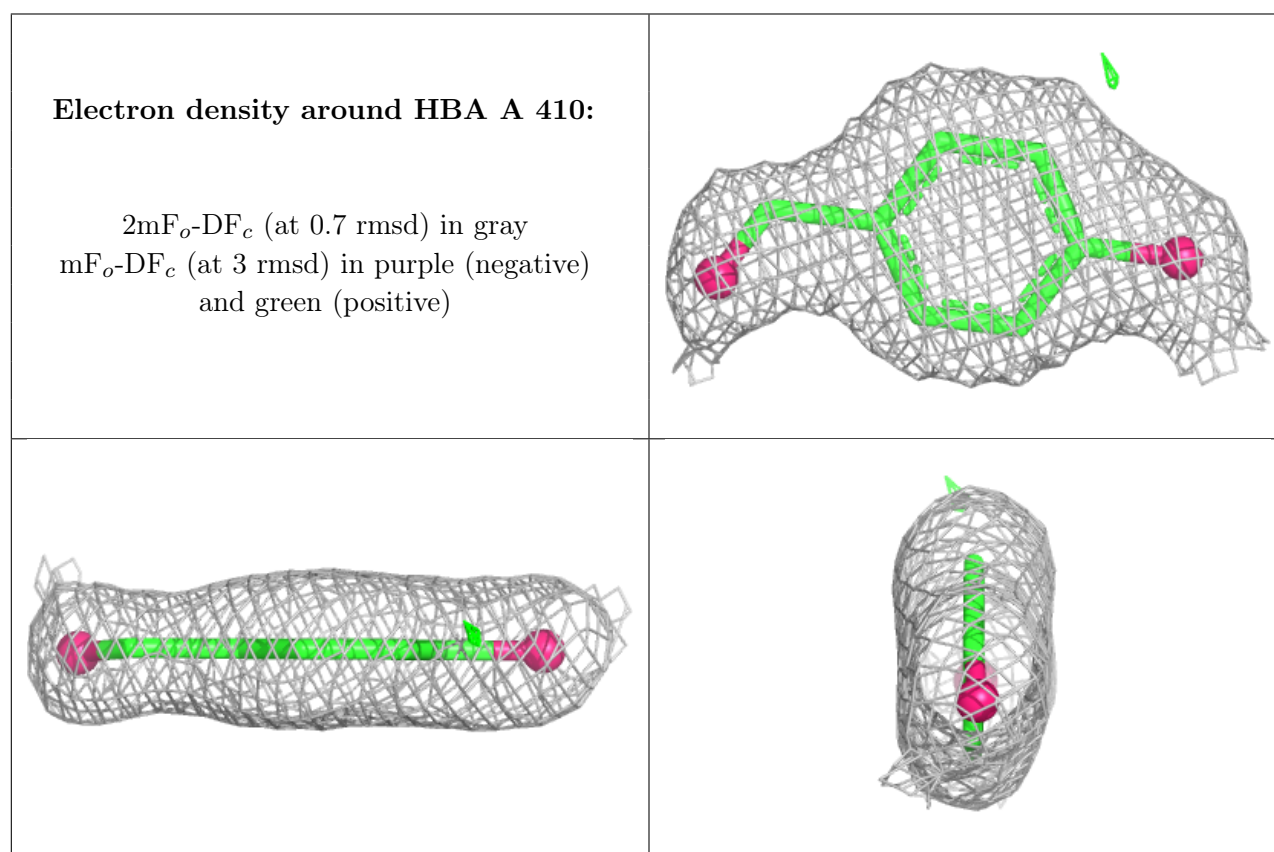 Electron density around HBA A 410:
2mFo-DFc (at 0.7 rmsd) in gray
mFo-DFc (at 3 rmsd) in purple (negative)
and green (positive)